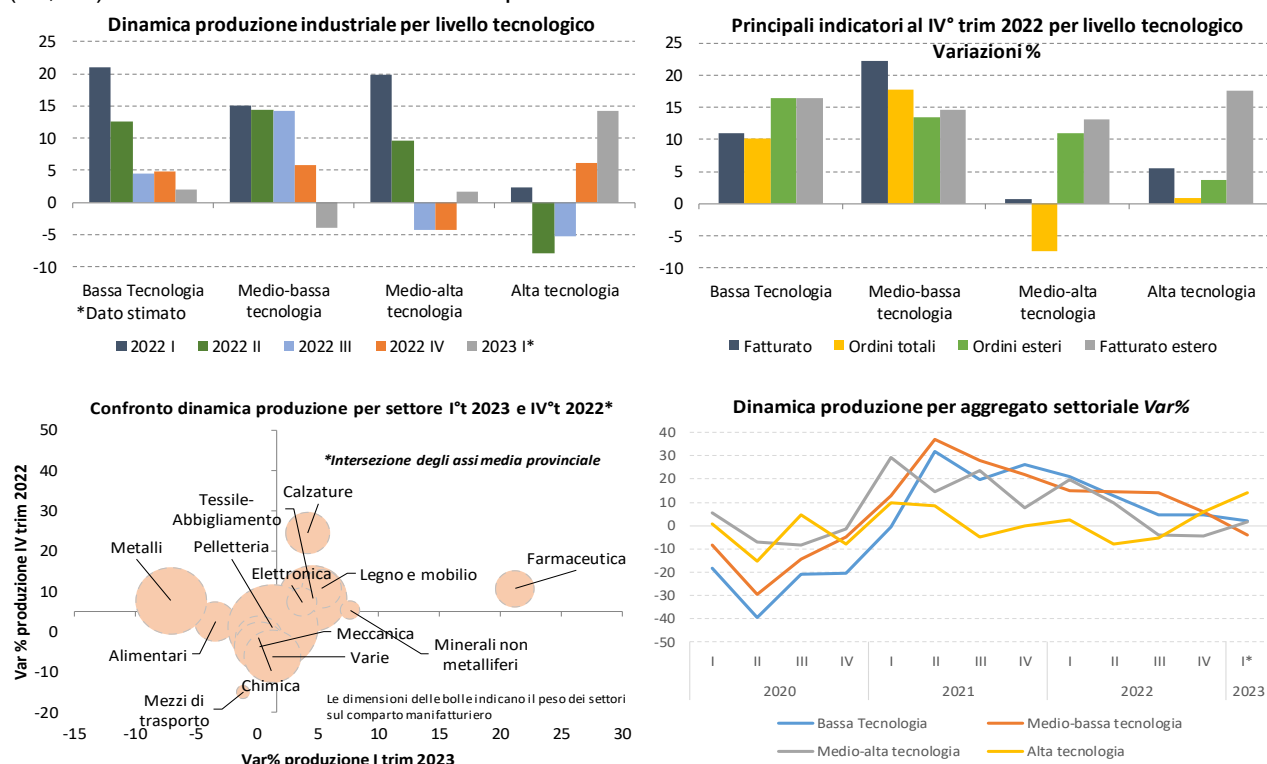 Dinamica produzione industriale per livello tecnologico
25
20
15
10
5
0
-5
-10
Bassa Tecnologia
Medio-bassa
tecnologia
Medio-alta
tecnologia
Alta tecnologia
*Dato stimato
2022 I
2022 II
2022 III
2022 IV
2023 I*
Principali indicatori al IV° trim 2022 per livello tecnologico
Variazioni %
25
20
15
10
5
0
-5
-10
Bassa Tecnologia
Medio-bassa
tecnologia
Medio-alta
tecnologia
Alta tecnologia
Fatturato
Ordini totali
Ordini esteri
Fatturato estero
Confronto dinamica produzione per settore I°t 2023 e IV°t 2022*
Var % produzione IV trim 2022
50
40
30
20
10
0
-10
-20
*Intersezione degli assi media provinciale
Tessile-
Abbigliamento
Calzature
Metalli
Pelletteria
Elettronica
Legno e mobilio
Farmaceutica
Alimentari
Meccanica
Varie
Minerali non
metalliferi
Chimica
Mezzi di
trasporto
Le dimensioni delle bolle indicano il peso dei settori
sul comparto manifatturiero
-15
-10
-5
0
5
10
15
20
25
30
Var% produzione I trim 2023
Dinamica produzione per aggregato settoriale Var%
40
30
20
10
0
-10
-20
-30
-40
-50
I
II
III
IV
I
II
III
IV
I
II
III
IV
I*
2020
2021
2022
2023
Bassa Tecnologia
Medio-bassa tecnologia
Medio-alta tecnologia
Alta tecnologia